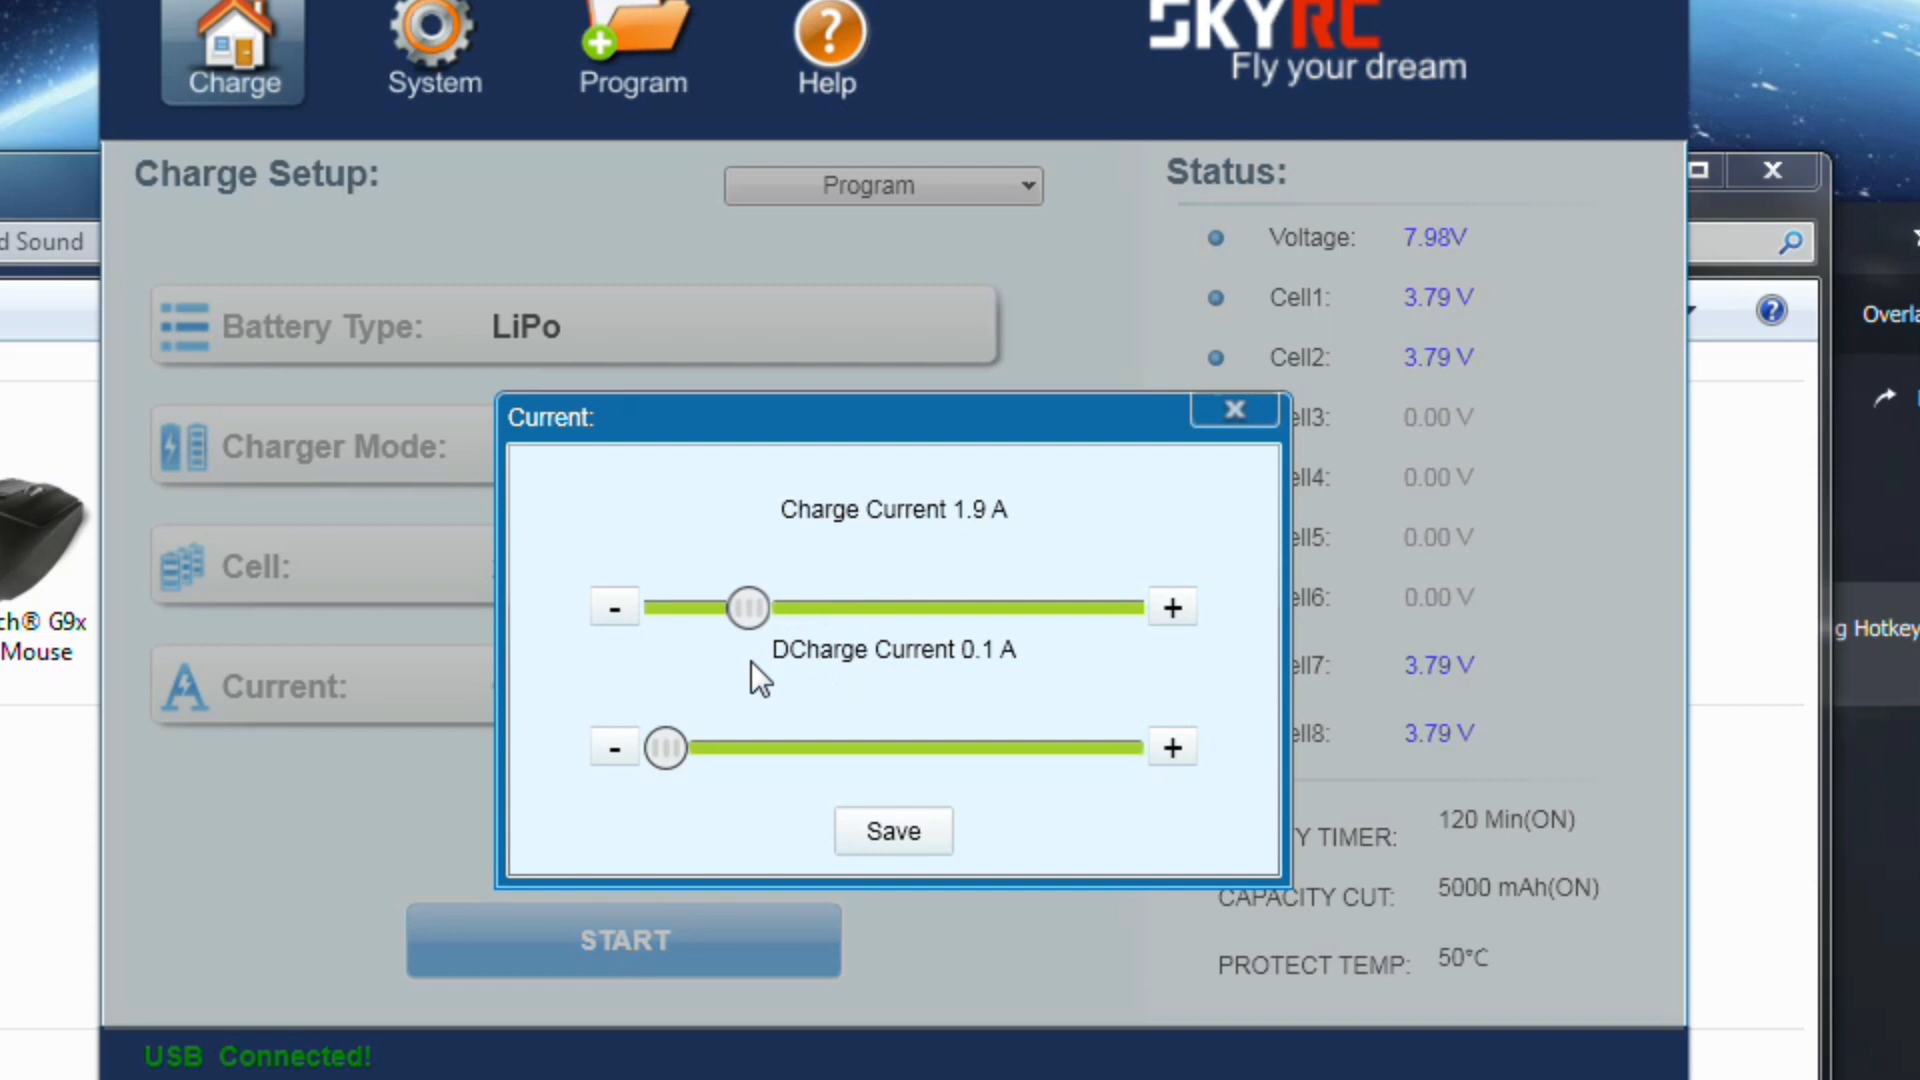 SKYRC
Fly your dream
Charge
System
Program
Help
Charge Setup:
Program
Status:
d Sound
Voltage: 7.98V
Cell1: 3.79 V
Cell2: 3.79 V
ell3: 0.00 V
ell4: 0.00 V
ell5: 0.00 V
ell6: 0.00 V
ell7: 3.79 V
ell8: 3.79 V
Battery Type: LiPo
Charger Mode:
Cell:
Current:
Current:
X
Charge Current 1.9 A
- +
DCharge Current 0.1 A
- +
Save
Y TIMER: 120 Min(ON)
CAPACITY CUT: 5000 mAh(ON)
PROTECT TEMP: 50°C
START
USB Connected!
ch® G9x
Mouse
X
?
Overla
g Hotkey